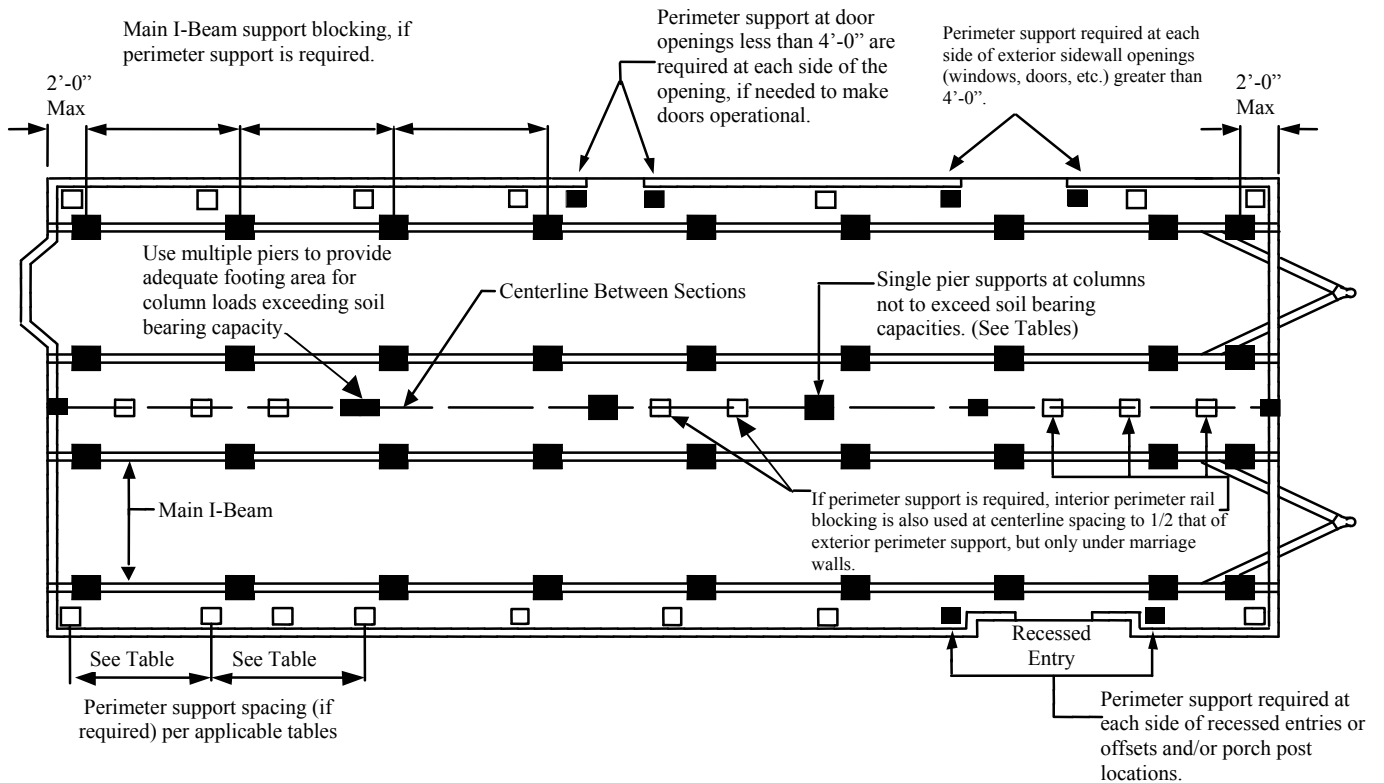 Main I-Beam support blocking, if
perimeter support is required.
2’-0”
Max
Perimeter support at door
openings less than 4’-0” are
required at each side of the
opening, if needed to make
doors operational.
Perimeter support required at each
side of exterior sidewall openings
(windows, doors, etc.) greater than
4’-0”.
2’-0”
Max
Use multiple piers to provide
adequate footing area for
column loads exceeding soil
bearing capacity
Centerline Between Sections
Single pier supports at columns
not to exceed soil bearing
capacities. (See Tables)
Main I-Beam
If perimeter support is required, interior perimeter rail
blocking is also used at centerline spacing to 1/2 that of
exterior perimeter support, but only under marriage
walls.
See Table
See Table
Perimeter support spacing (if
required) per applicable tables
Recessed
Entry
Perimeter support required at
each side of recessed entries or
offsets and/or porch post
locations.